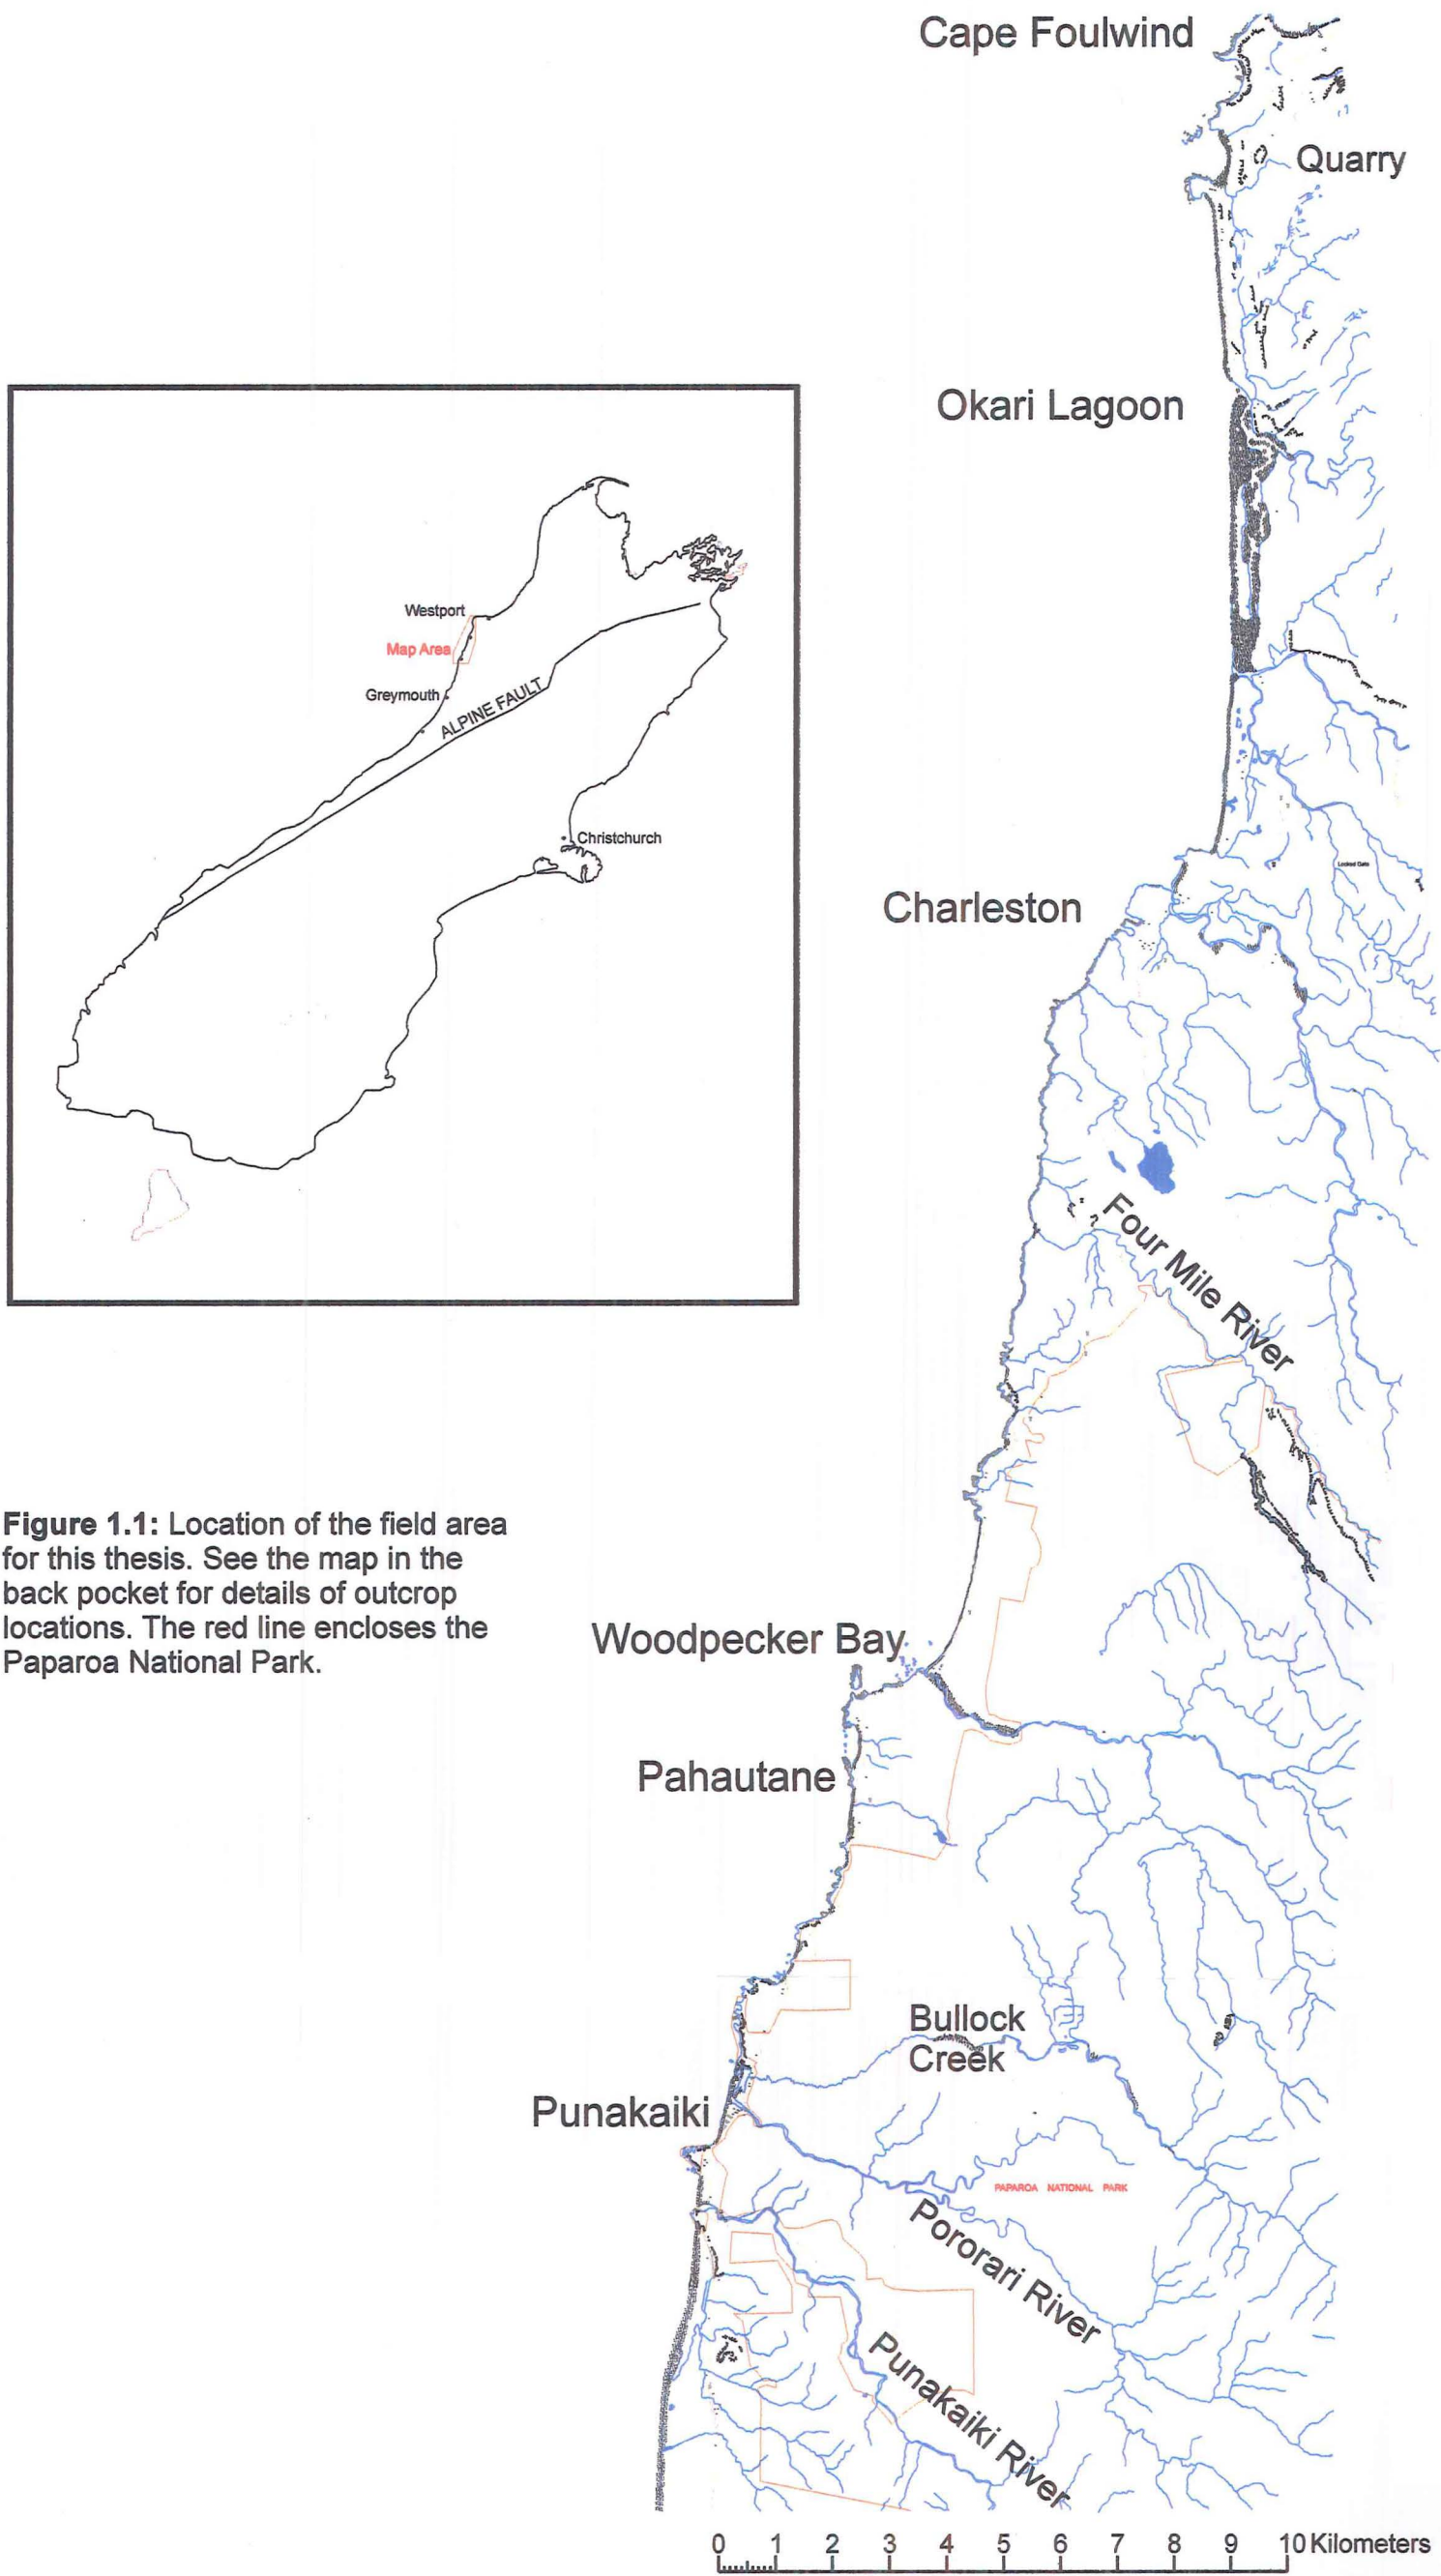 Cape Foulwind
Quarry
Okari Lagoon
Westport
Map Area
Greymouth
ALPINE FAULT
Christchurch
Locked Gate
Charleston
Four Mile River
Figure 1.1: Location of the field area
for this thesis. See the map in the
back pocket for details of outcrop
locations. The red line encloses the
Paparoa National Park.
Woodpecker Bay
Pahautane
Bullock
Creek
Punakaiki
PAPAROA NATIONAL PARK
Pororari River
Punakaiki River
0 1 2 3 4 5 6 7 8 9 10 Kilometers